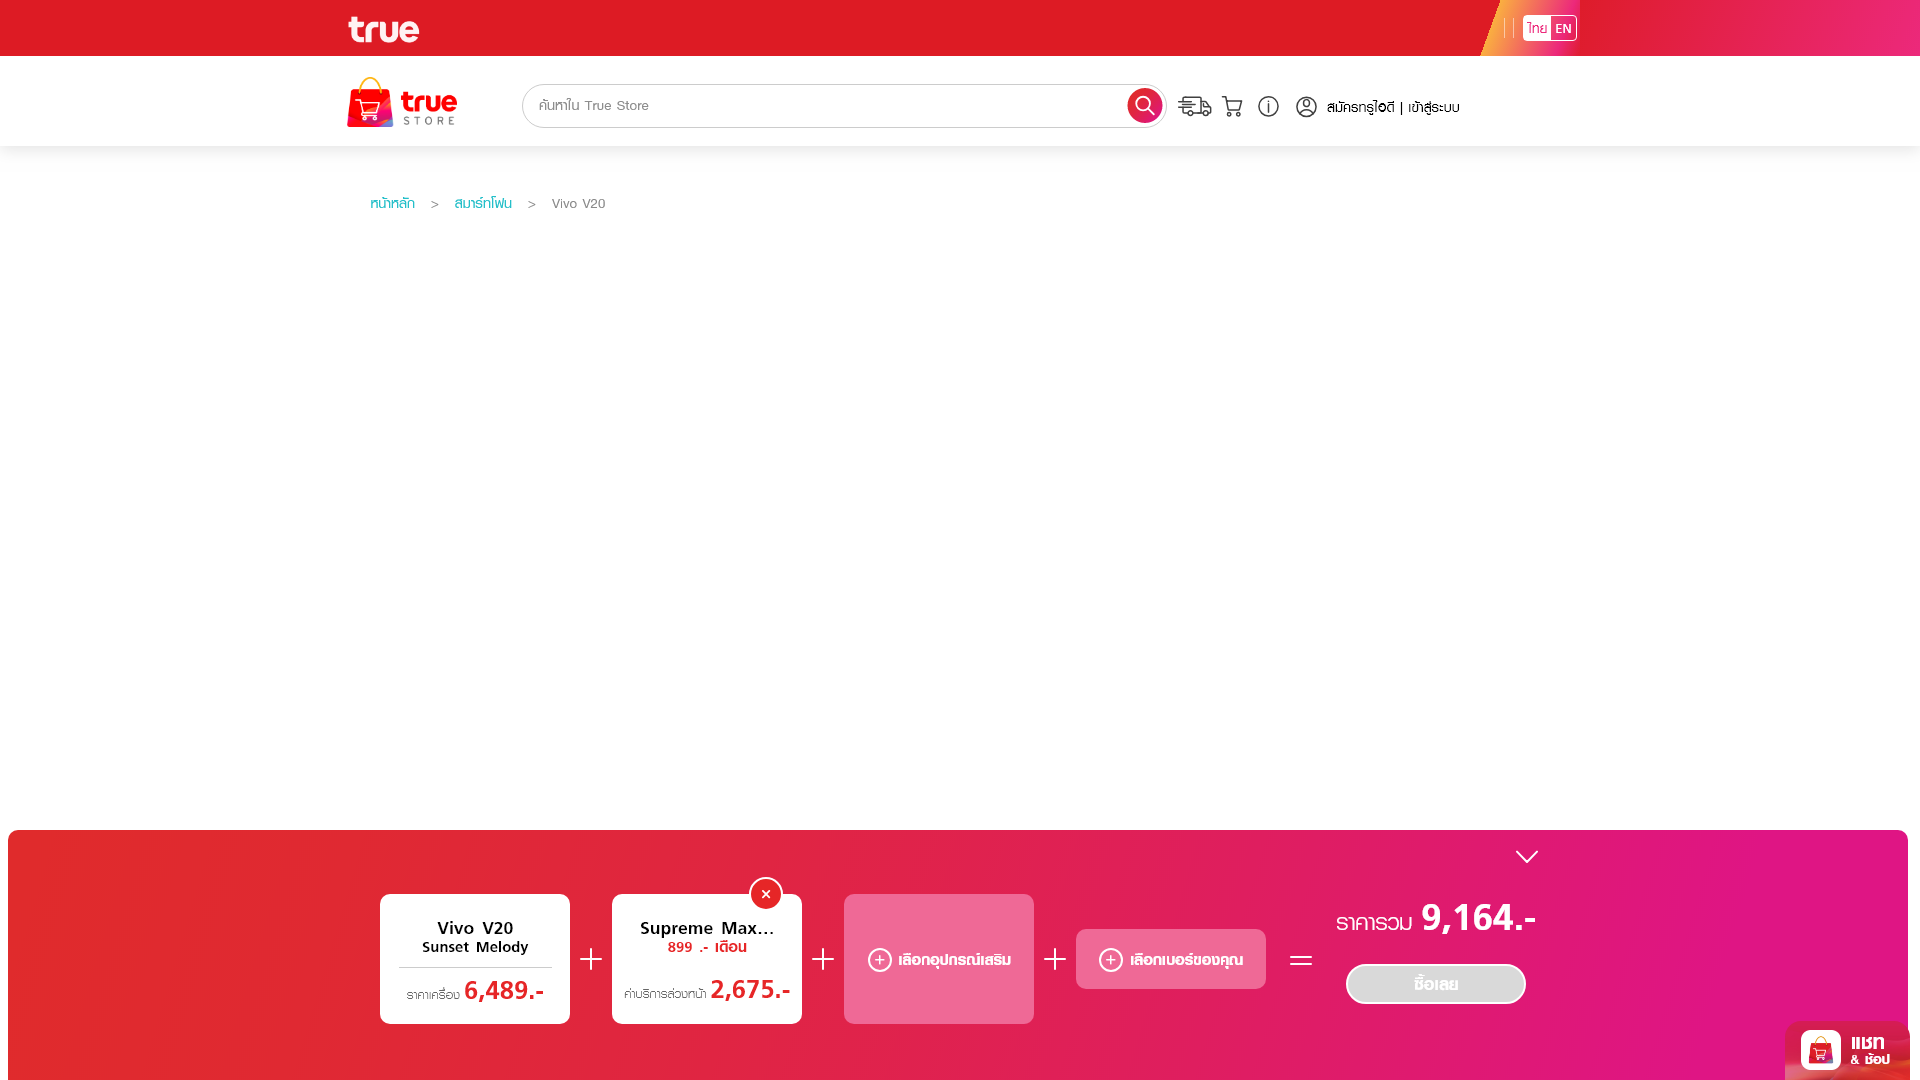 true
ไทย EN
true
STORE
ค้นหาใน True Store
สมัครทรูไอดี | เข้าสู่ระบบ
หน้าหลัก > สมาร์ทโฟน > Vivo V20
Vivo V20
Sunset Melody
ราคาเครื่อง 6,489.-
Supreme Max...
899 .- เดือน
ค่าบริการล่วงหน้า 2,675.-
เลือกอุปกรณ์เสริม
เลือกเบอร์ของคุณ
ราคารวม 9,164.-
ซื้อเลย
แชท
& ช้อป